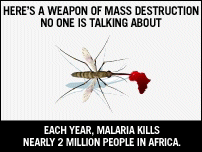 HERE'S A WEAPON OF MASS DESTRUCTION
NO ONE IS TALKING ABOUT
EACH YEAR, MALARIA KILLS
NEARLY 2 MILLION PEOPLE IN AFRICA.